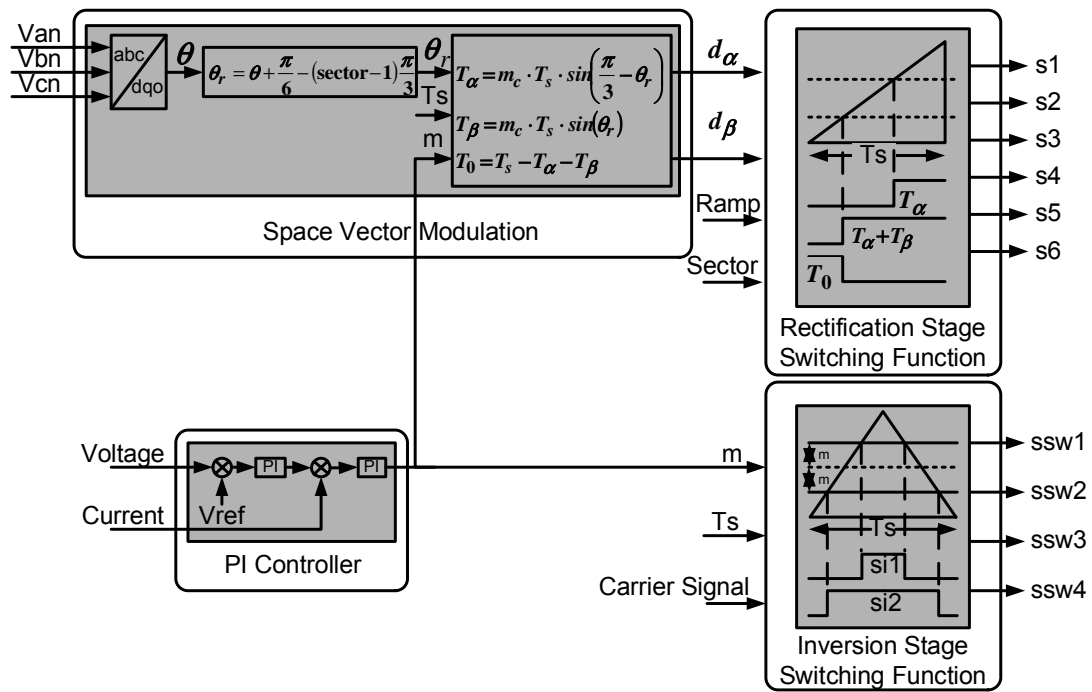 Van
Vbn
Vcn
abc
dqo
θ
θr = θ + π/6 − (sector−1) π/3
θr
Ts
m
Tα = mc · Ts · sin(π/3 − θr)
Tβ = mc · Ts · sin(θr)
T0 = Ts − Tα − Tβ
Space Vector Modulation
dα
dβ
Ramp
Sector
Ts
Tα
Tα+Tβ
T0
Rectification Stage
Switching Function
s1
s2
s3
s4
s5
s6
Voltage
Current
PI
PI
Vref
PI Controller
m
Ts
Carrier Signal
m
m
Ts
si1
si2
Inversion Stage
Switching Function
ssw1
ssw2
ssw3
ssw4